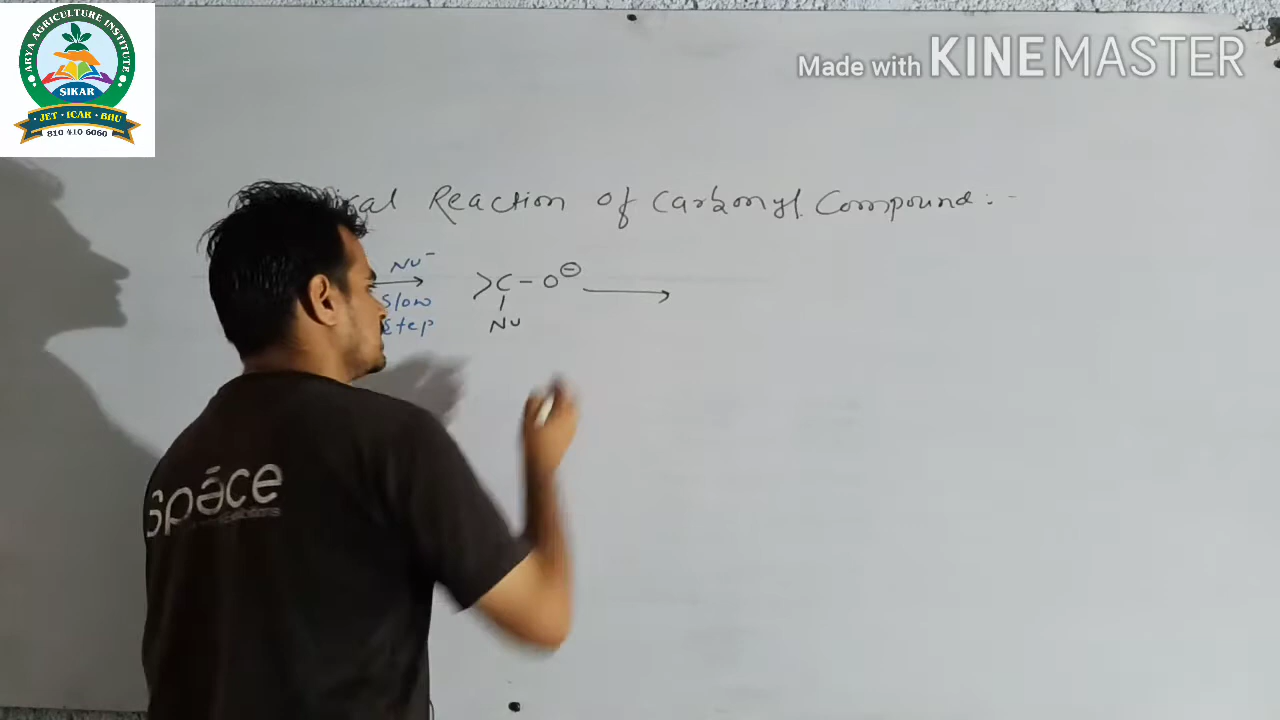 ARYA AGRICULTURE INSTITUTE
SIKAR
· JET · ICAR · BHU
810 410 6060
Made with KINEMASTER
Reaction of Carbonyl Compound :-
Nu⁻
Slow
Step
>C - O⊖
Nu
Space